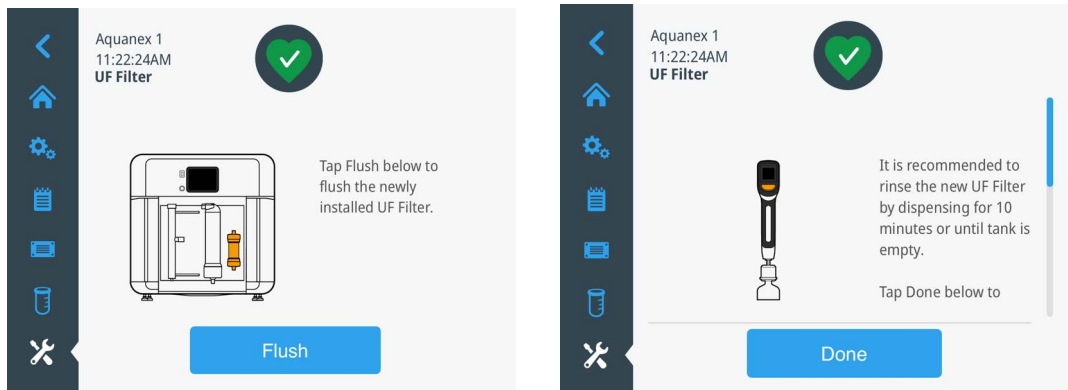 Aquanex 1
11:22:24AM
UF Filter
Tap Flush below to
flush the newly
installed UF Filter.
Flush
Aquanex 1
11:22:24AM
UF Filter
It is recommended to
rinse the new UF Filter
by dispensing for 10
minutes or until tank is
empty.
Tap Done below to
Done